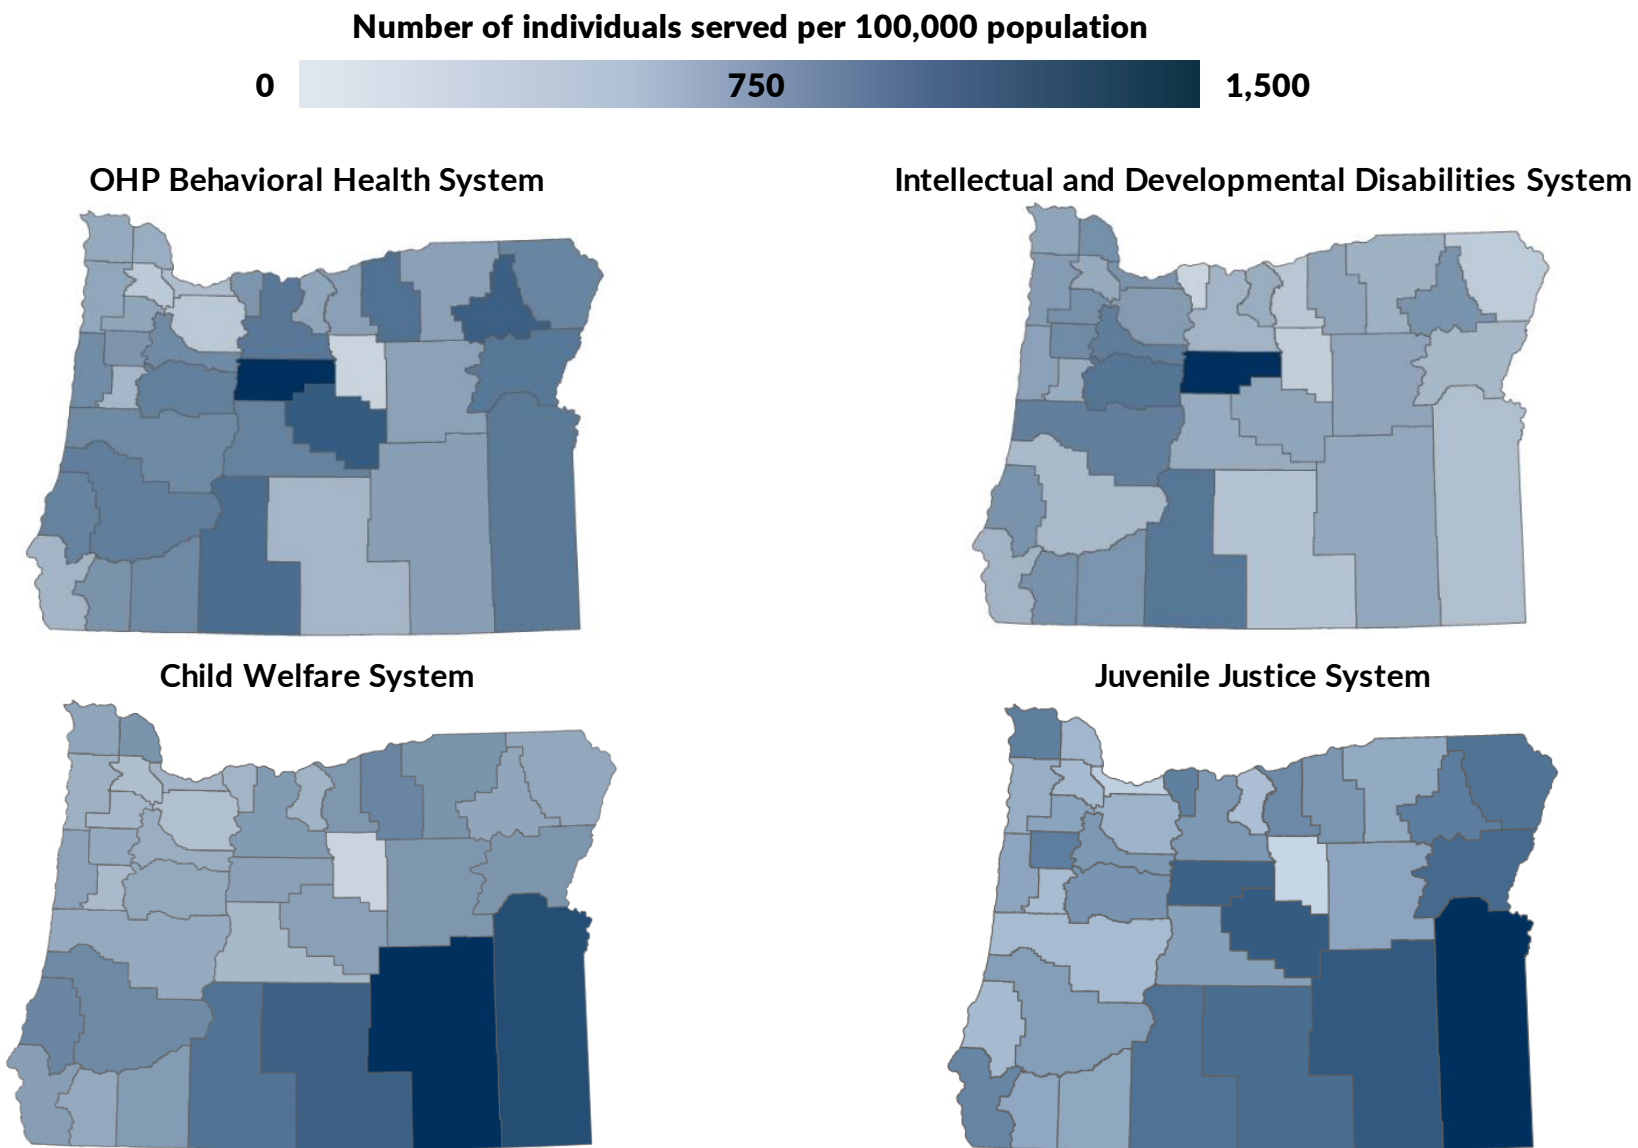 Number of individuals served per 100,000 population
0 750 1,500
OHP Behavioral Health System
Intellectual and Developmental Disabilities System
Child Welfare System
Juvenile Justice System